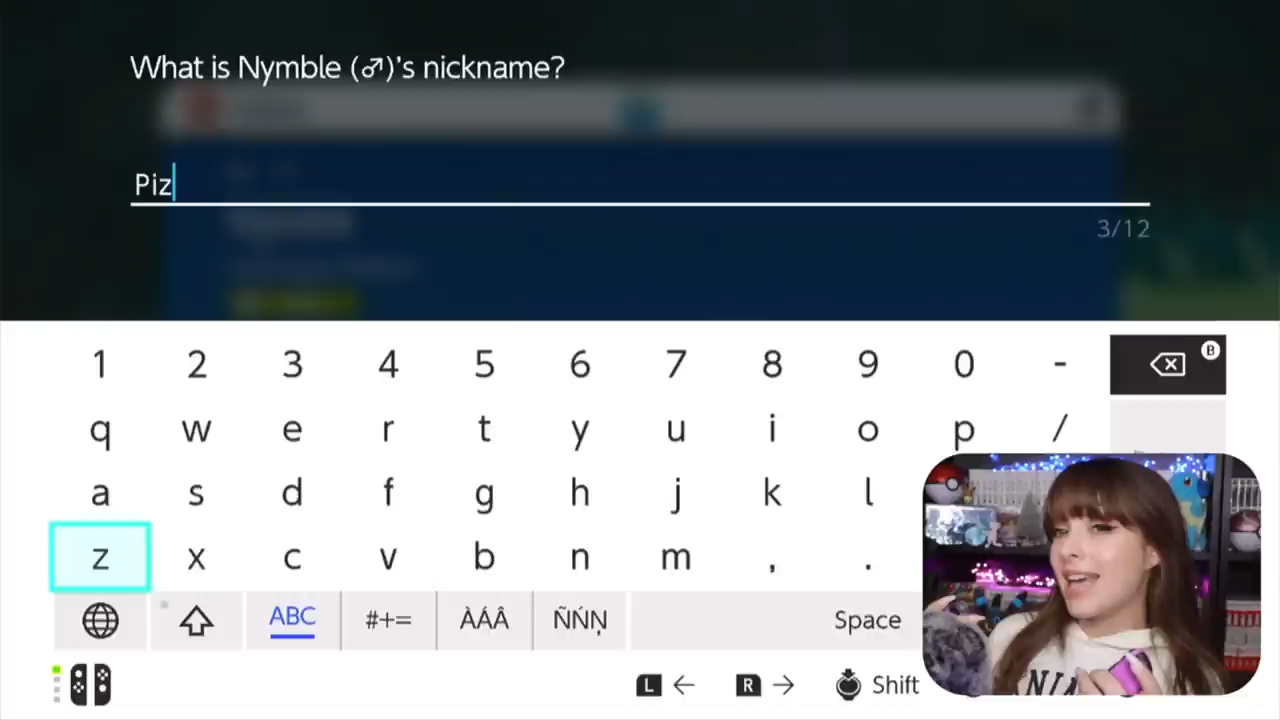 What is Nymble (♂)'s nickname?
Piz
3/12
1 2 3 4 5 6 7 8 9 0 -
B
q w e r t y u i o p /
a s d f g h j k l
z x c v b n m , .
ABC #+= ÀÁÂ ÑŃŅ Space
L ← R → Shift